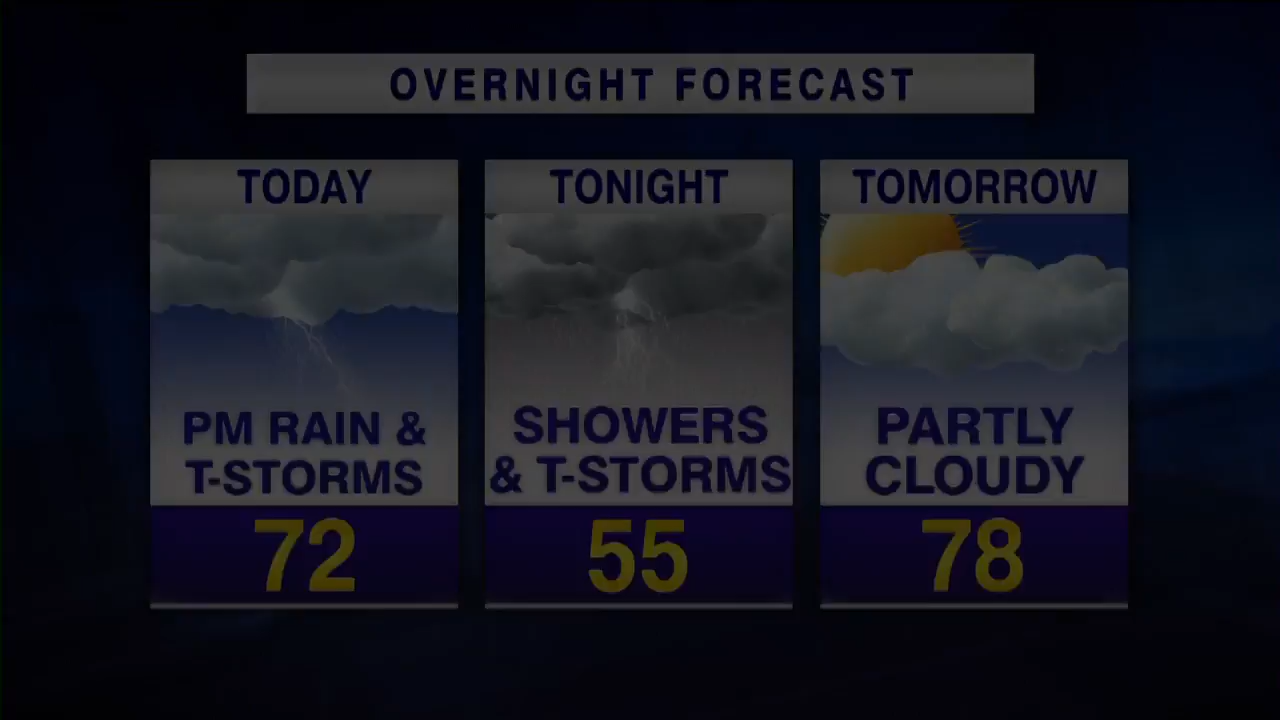 OVERNIGHT FORECAST
TODAY
PM RAIN &
T-STORMS
72
TONIGHT
SHOWERS
& T-STORMS
55
TOMORROW
PARTLY
CLOUDY
78